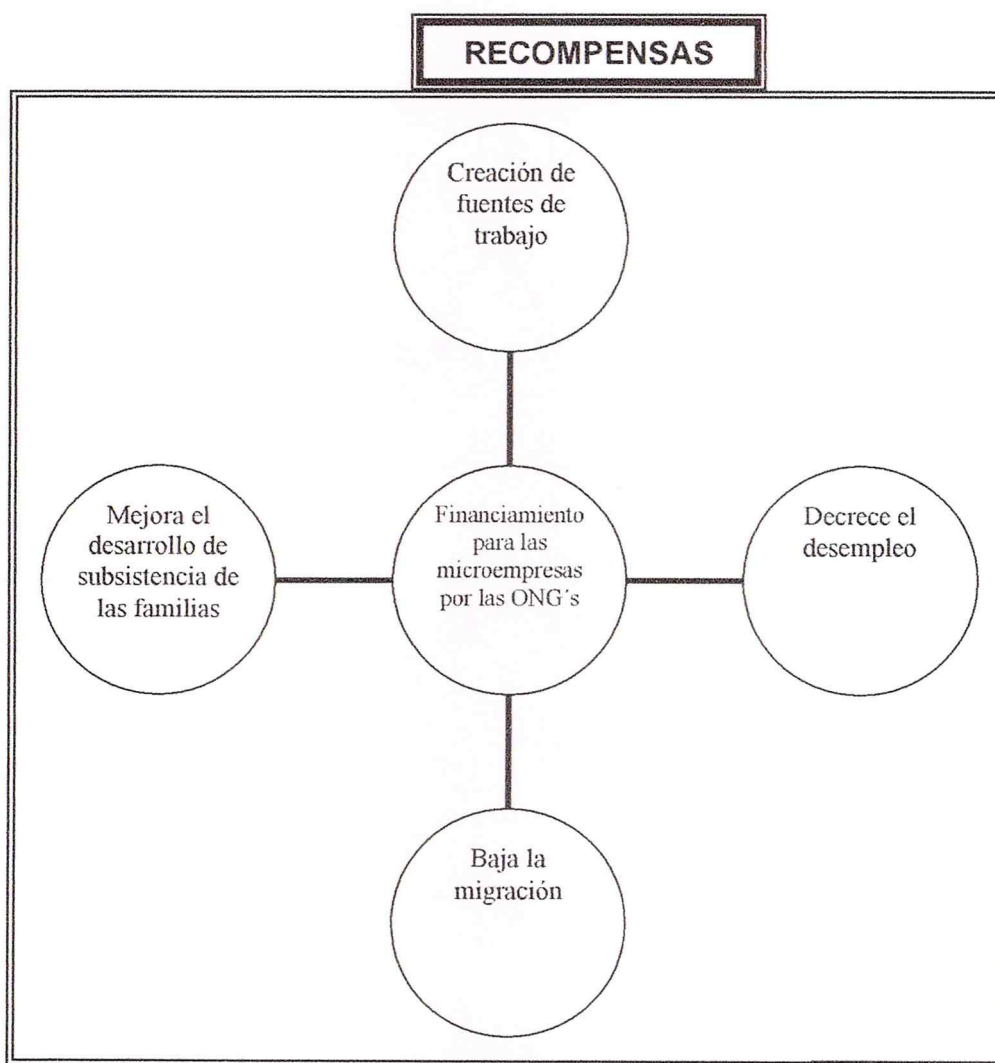 RECOMPENSAS
Creación de
fuentes de
trabajo
Mejora el
desarrollo de
subsistencia de
las familias
Financiamiento
para las
microempresas
por las ONG´s
Decrece el
desempleo
Baja la
migración